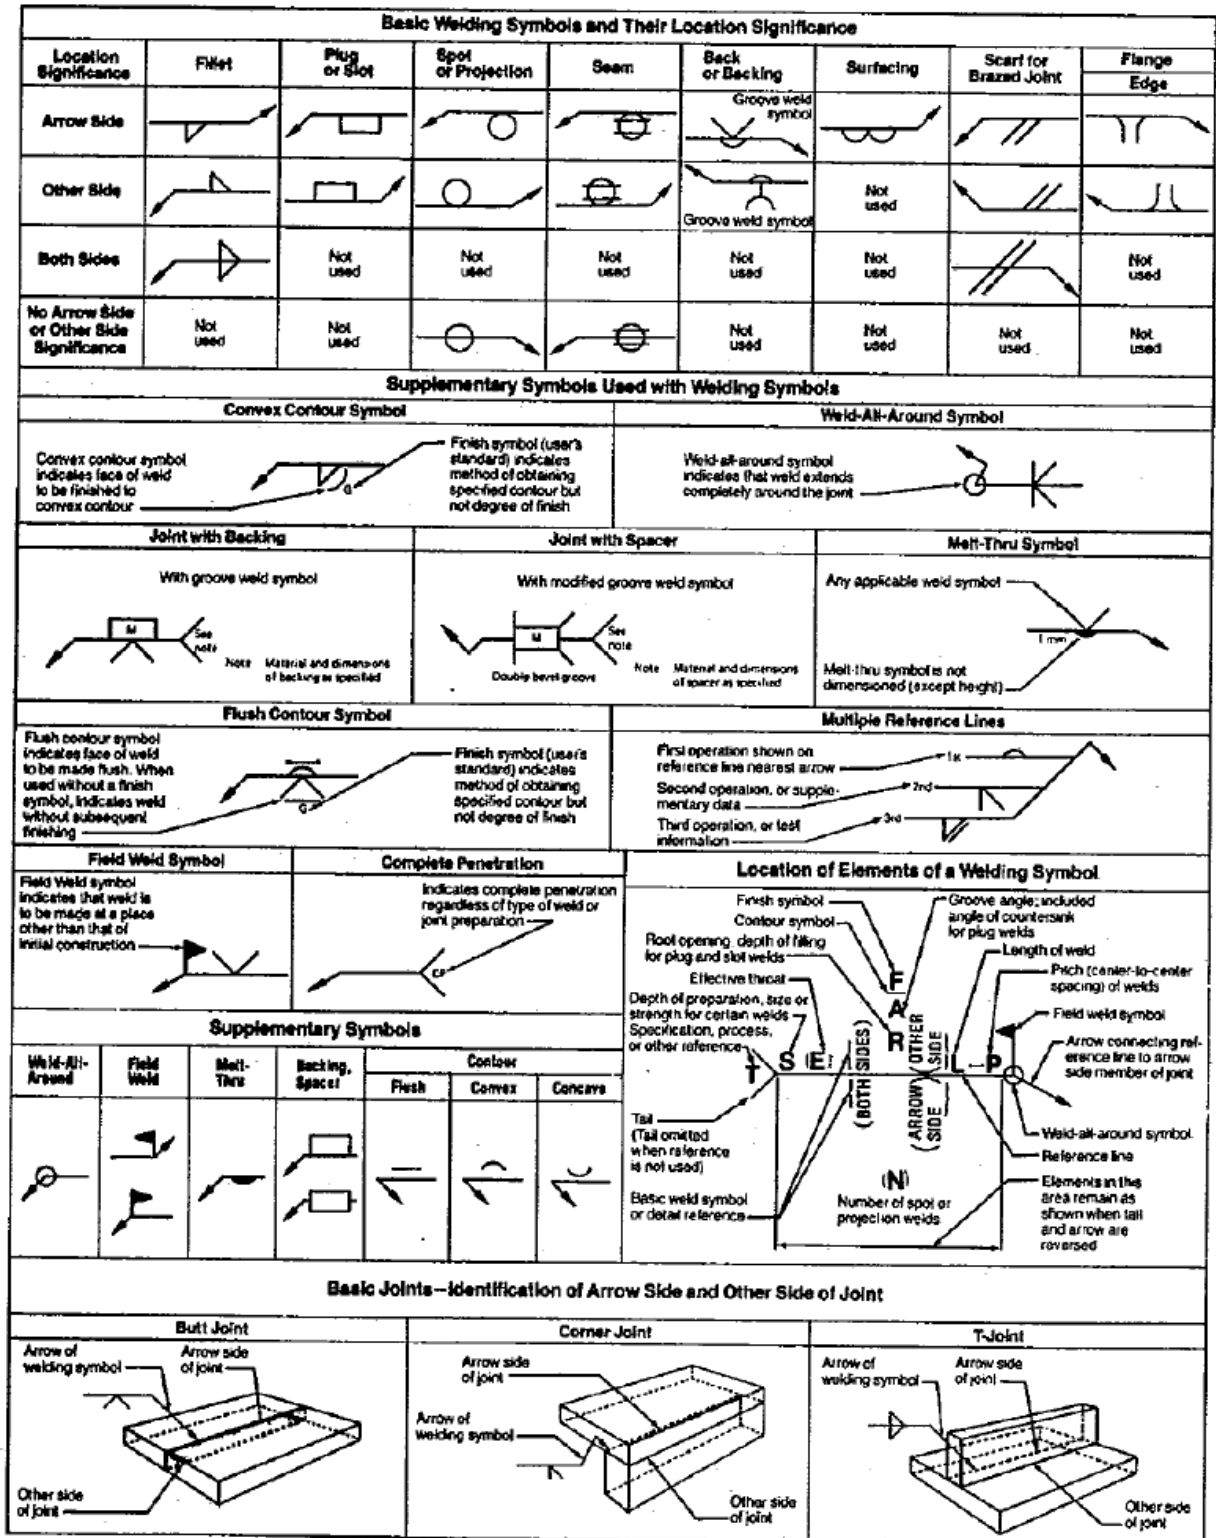 Basic Welding Symbols and Their Location Significance
Location
Significance
Fillet
Plug
or Slot
Spot
or Projection
Seam
Back
or Backing
Surfacing
Scarf for
Brazed Joint
Flange
Edge
Arrow Side
Groove weld
symbol
Other Side
Groove weld symbol
Not
used
Both Sides
Not
used
Not
used
Not
used
Not
used
Not
used
Not
used
No Arrow Side
or Other Side
Significance
Not
used
Not
used
Not
used
Not
used
Not
used
Not
used
Supplementary Symbols Used with Welding Symbols
Convex Contour Symbol
Convex contour symbol
indicates face of weld
to be finished to
convex contour
G
Finish symbol (user's
standard) indicates
method of obtaining
specified contour but
not degree of finish
Weld-All-Around Symbol
Weld-all-around symbol
indicates that weld extends
completely around the joint
Joint with Backing
With groove weld symbol
M
See
note
Note Material and dimensions
of backing as specified
Joint with Spacer
With modified groove weld symbol
M
See
note
Double bevel groove
Note Material and dimensions
of spacer as specified
Melt-Thru Symbol
Any applicable weld symbol
1 mm
Melt-thru symbol is not
dimensioned (except height)
Flush Contour Symbol
Flush contour symbol
indicates face of weld
to be made flush. When
used without a finish
symbol, indicates weld
without subsequent
finishing
G
Finish symbol (user's
standard) indicates
method of obtaining
specified contour but
not degree of finish
Multiple Reference Lines
First operation shown on
reference line nearest arrow
1st
Second operation, or supple-
mentary data
2nd
Third operation, or test
information
3rd
Field Weld Symbol
Field Weld symbol
indicates that weld is
to be made at a place
other than that of
initial construction
Complete Penetration
Indicates complete penetration
regardless of type of weld or
joint preparation
CP
Location of Elements of a Welding Symbol
Finish symbol
Contour symbol
Root opening, depth of filling
for plug and slot welds
Effective throat
Depth of preparation, size or
strength for certain welds
Specification, process,
or other reference
Tail
(Tail omitted
when reference
is not used)
Basic weld symbol
or detail reference
Groove angle; included
angle of countersink
for plug welds
Length of weld
Pitch (center-to-center
spacing) of welds
Field weld symbol
Arrow connecting ref-
erence line to arrow
side member of joint
Weld-all-around symbol
Reference line
Elements in this
area remain as
shown when tail
and arrow are
reversed
F
A
R
T
S
(E)
L-P
(BOTH SIDES)
(ARROW SIDE)
(OTHER SIDE)
(N)
Number of spot or
projection welds
Supplementary Symbols
Weld-All-
Around
Field
Weld
Melt-
Thru
Backing,
Spacer
Contour
Flush
Convex
Concave
Basic Joints—Identification of Arrow Side and Other Side of Joint
Butt Joint
Arrow of
welding symbol
Arrow side
of joint
Other side
of joint
Corner Joint
Arrow side
of joint
Arrow of
welding symbol
Other side
of joint
T-Joint
Arrow of
welding symbol
Arrow side
of joint
Other side
of joint